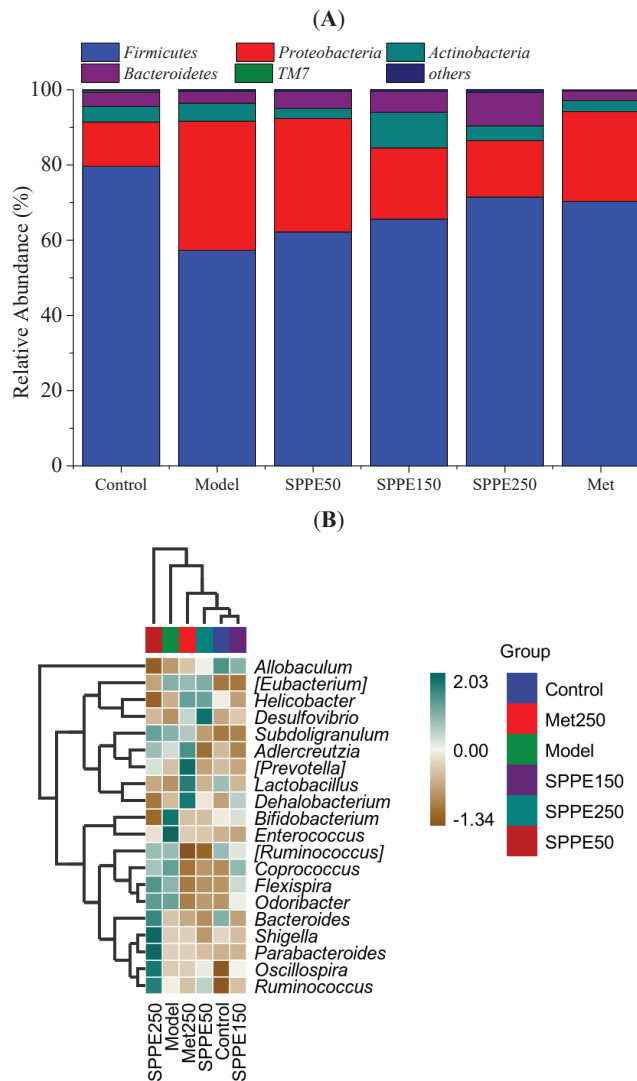 (A)
Firmicutes Proteobacteria Actinobacteria
Bacteroidetes TM7 others
100
80
60
40
20
0
Relative Abundance (%)
Control Model SPPE50 SPPE150 SPPE250 Met
(B)
Allobaculum
[Eubacterium]
Helicobacter
Desulfovibrio
Subdoligranulum
Adlercreutzia
[Prevotella]
Lactobacillus
Dehalobacterium
Bifidobacterium
Enterococcus
[Ruminococcus]
Coprococcus
Flexispira
Odoribacter
Bacteroides
Shigella
Parabacteroides
Oscillospira
Ruminococcus
SPPE250 Model Met250 SPPE50 Control SPPE150
2.03
0.00
-1.34
Group
Control
Met250
Model
SPPE150
SPPE250
SPPE50